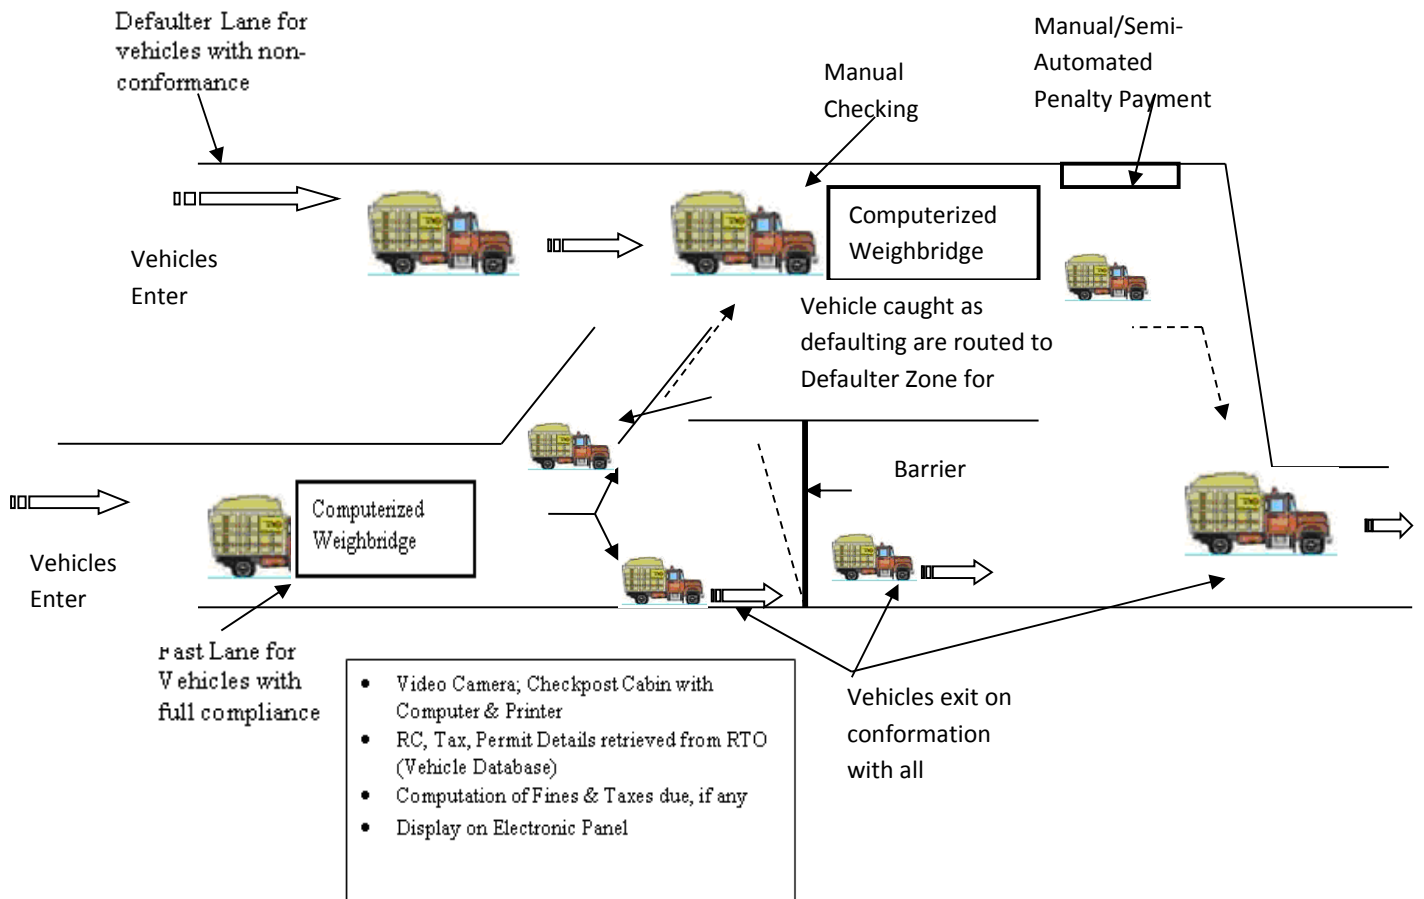 Defaulter Lane for
vehicles with non-
conformance
Manual/Semi-
Automated
Penalty Payment
Manual
Checking
Computerized
Weighbridge
Vehicles
Enter
Vehicle caught as
defaulting are routed to
Defaulter Zone for
Barrier
Computerized
Weighbridge
Vehicles
Enter
Fast Lane for
Vehicles with
full compliance
• Video Camera; Checkpost Cabin with
Computer & Printer
• RC, Tax, Permit Details retrieved from RTO
(Vehicle Database)
• Computation of Fines & Taxes due, if any
• Display on Electronic Panel
Vehicles exit on
conformation
with all